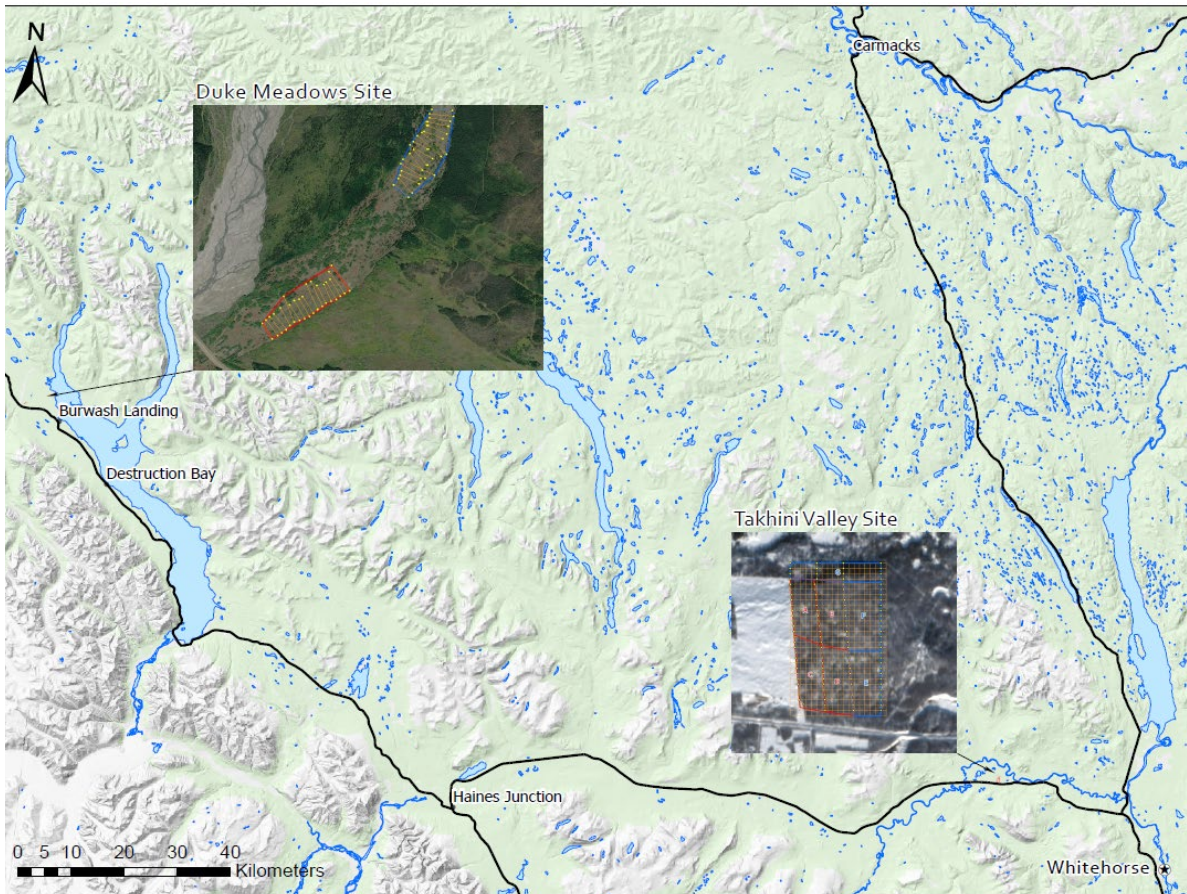 N
Carmacks
Duke Meadows Site
Burwash Landing
Destruction Bay
Takhini Valley Site
Haines Junction
0 5 10 20 30 40
Kilometers
Whitehorse